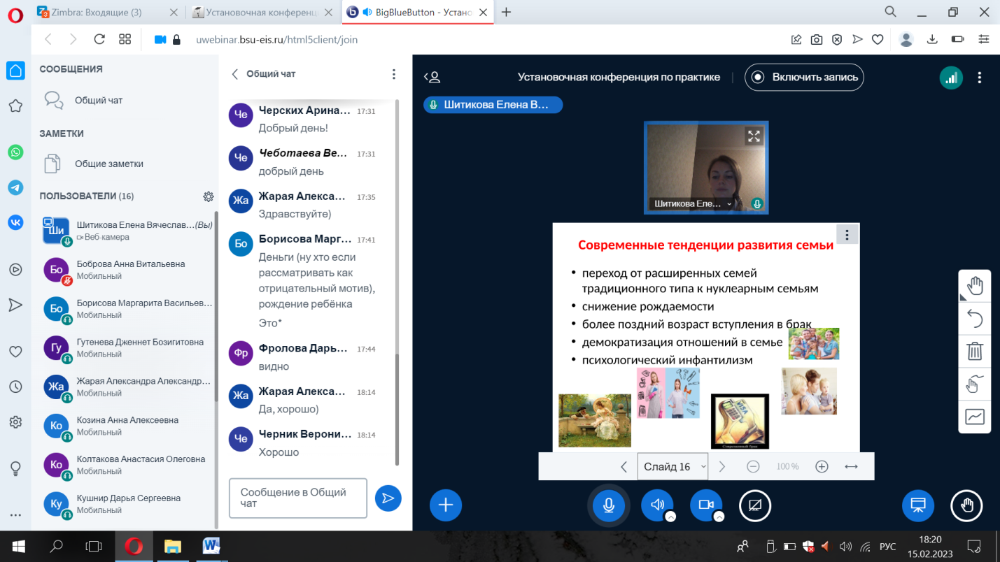 Zimbra: Входящие (3)
Установочная конференц
BigBlueButton - Устано
uwebinar.bsu-eis.ru/html5client/join
СООБЩЕНИЯ
Общий чат
ЗАМЕТКИ
Общие заметки
ПОЛЬЗОВАТЕЛИ (16)
Ши
Шитикова Елена Вячеслав...(Вы)
Веб-камера
Бо
Боброва Анна Витальевна
Мобильный
Бо
Борисова Маргарита Васильев...
Мобильный
Гу
Гутенева Дженнет Бозигитовна
Мобильный
Жа
Жарая Александра Александр...
Мобильный
Ко
Козина Анна Алексеевна
Мобильный
Ко
Колтакова Анастасия Олеговна
Мобильный
Ку
Кушнир Дарья Сергеевна
Мобильный
Общий чат
Че
Черских Арина... 17:31
Добрый день!
Че
Чеботаева Ве... 17:31
добрый день
Жа
Жарая Алекса... 17:35
Здравствуйте)
Бо
Борисова Марг... 17:41
Деньги (ну хто если
рассматривать как
отрицательный мотив),
рождение ребёнка
Это*
Фр
Фролова Дарь... 17:44
видно
Жа
Жарая Алекса... 18:14
Да, хорошо)
Че
Черник Верони... 18:14
Хорошо
Сообщение в Общий
чат
Установочная конференция по практике
Включить запись
Шитикова Елена В...
Шитикова Еле...
Современные тенденции развития семьи
• переход от расширенных семей
традиционного типа к нуклеарным семьям
• снижение рождаемости
• более поздний возраст вступления в брак
• демократизация отношений в семье
• психологический инфантилизм
VISA
Современный брак
Слайд 16
100 %
РУС
18:20
15.02.2023